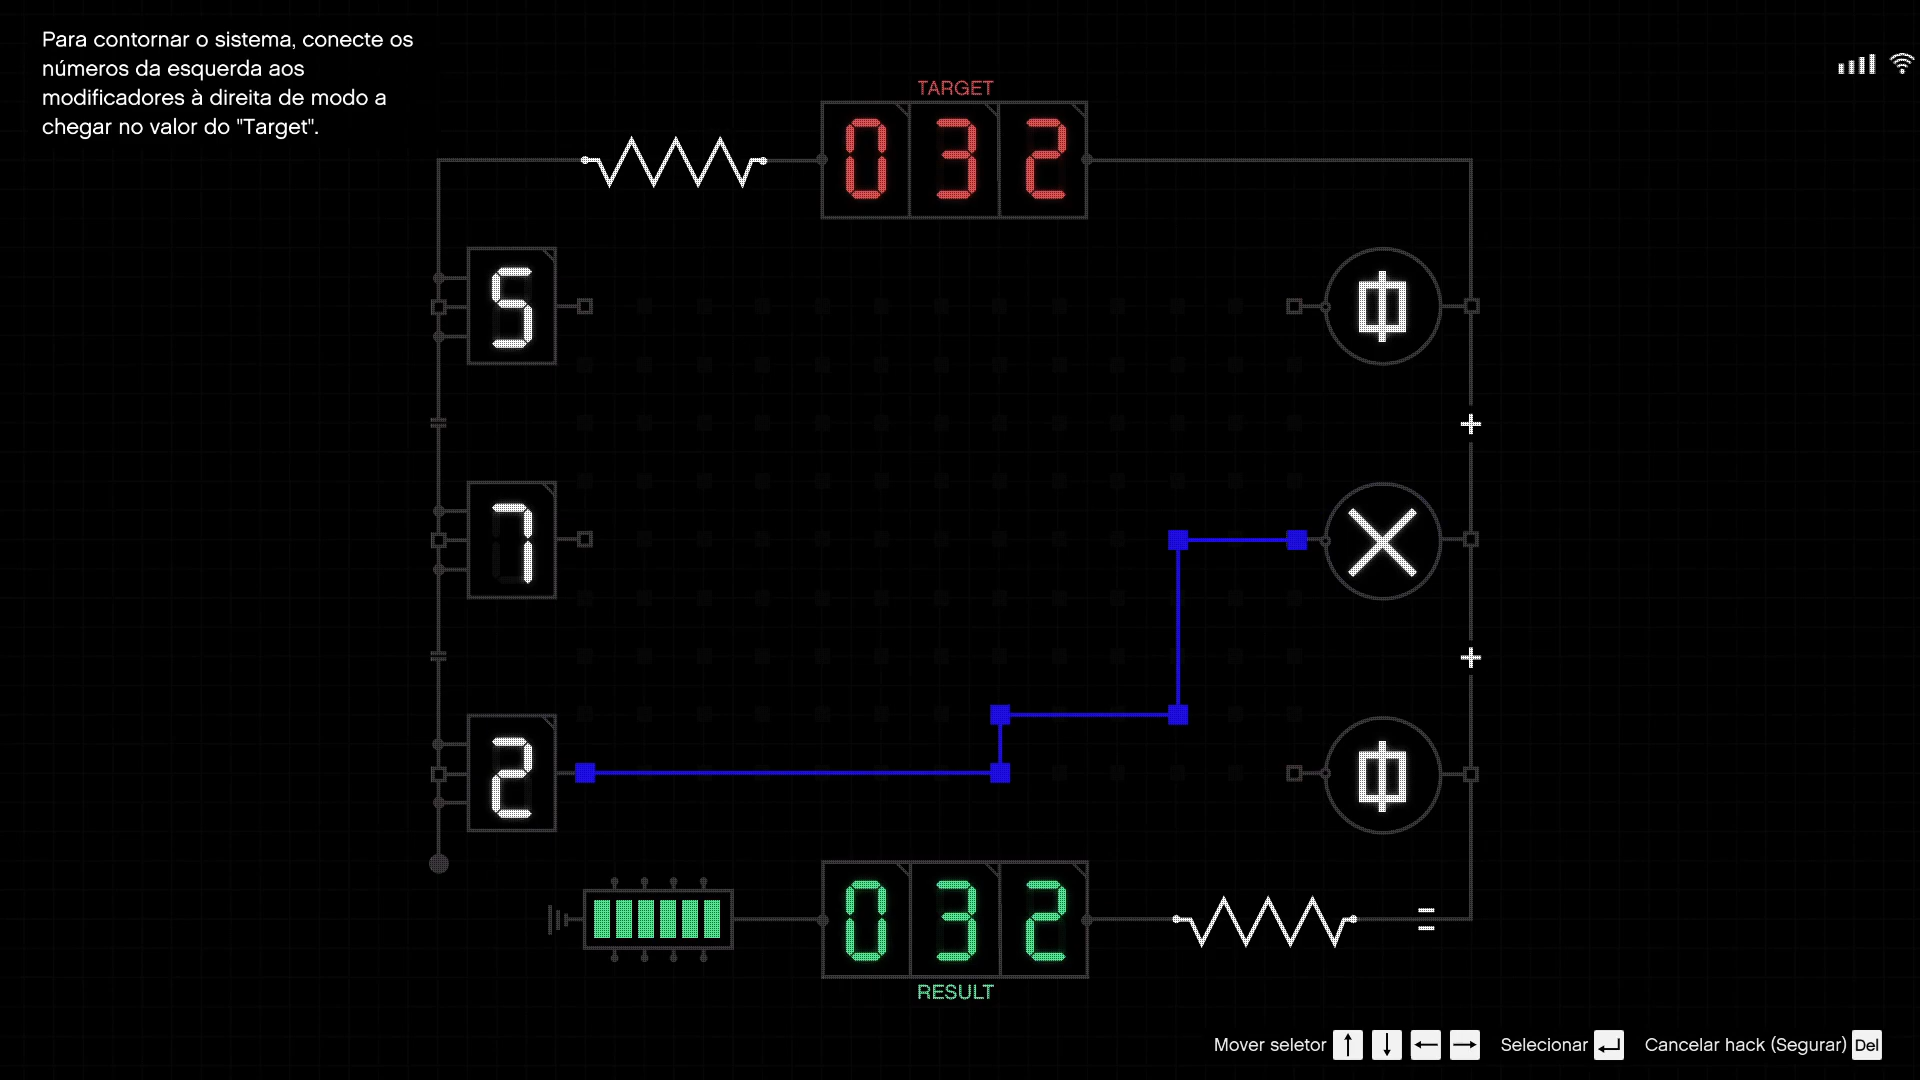 Para contornar o sistema, conecte os
números da esquerda aos
modificadores à direita de modo a
chegar no valor do "Target".
TARGET
032
5
7
2
+
+
=
032
RESULT
Mover seletor ↑ ↓ ← → Selecionar ↵ Cancelar hack (Segurar) Del